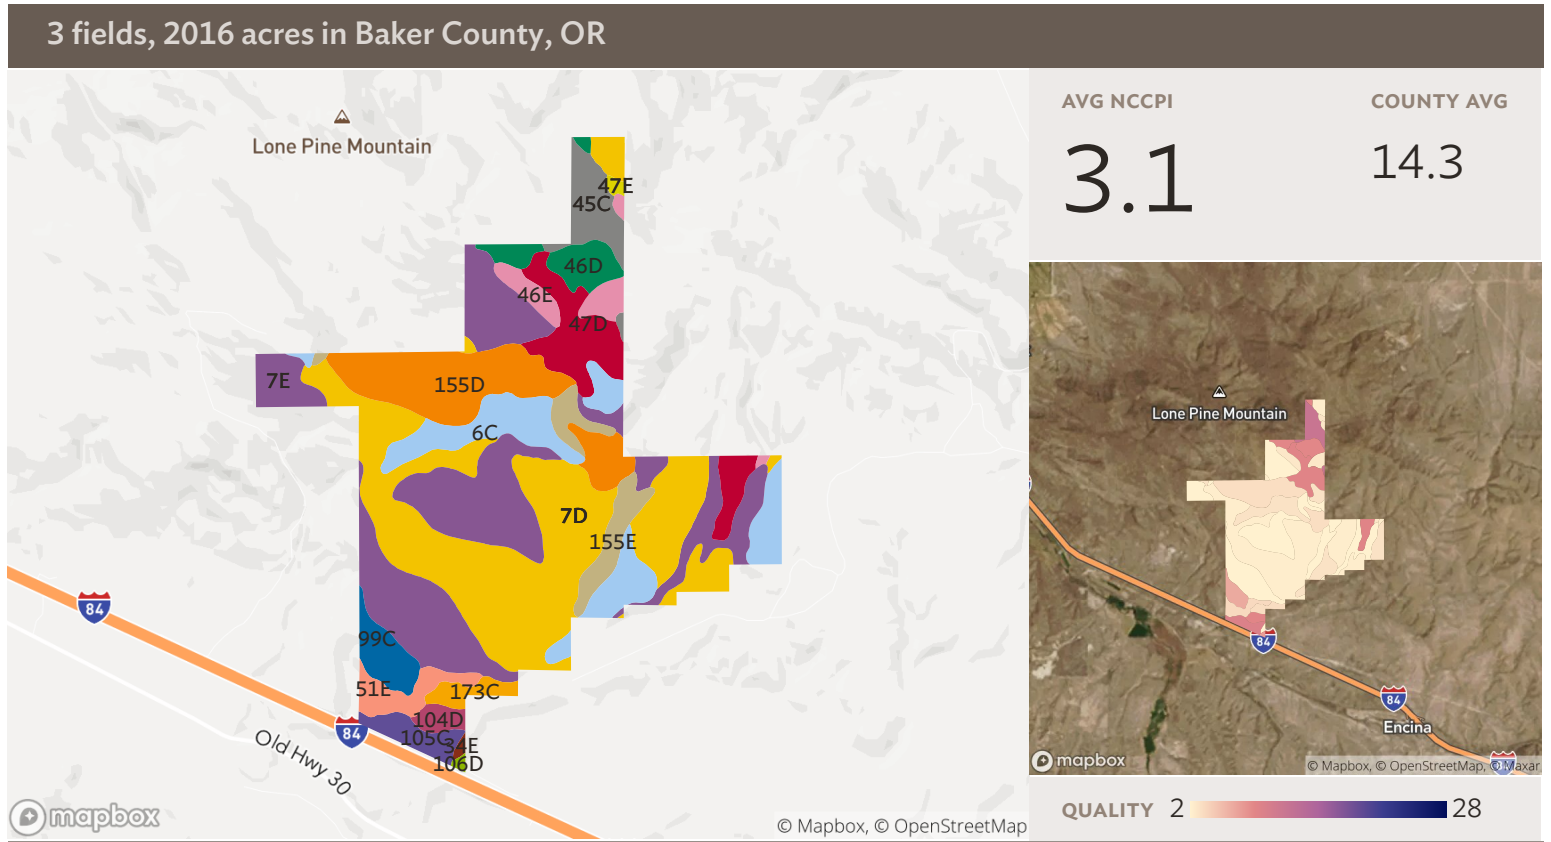 3 fields, 2016 acres in Baker County, OR
Lone Pine Mountain
47E
45C
46D
46E
47D
7E
155D
6C
7D
155E
84
99C
51E
173C
104D
84
105C
34E
106D
Old Hwy 30
mapbox
© Mapbox, © OpenStreetMap
AVG NCCPI
COUNTY AVG
3.1
14.3
Lone Pine Mountain
84
84
Encina
mapbox
© Mapbox, © OpenStreetMap, © Maxar
QUALITY 2 28